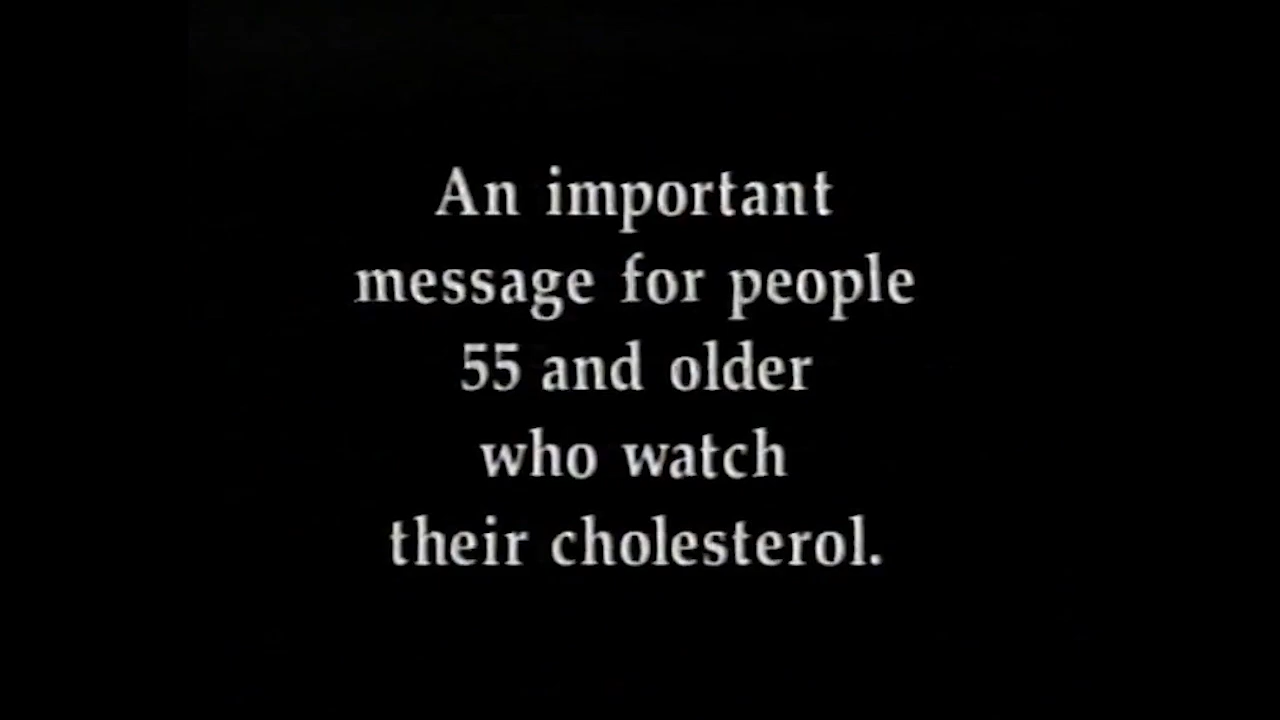 An important
message for people
55 and older
who watch
their cholesterol.